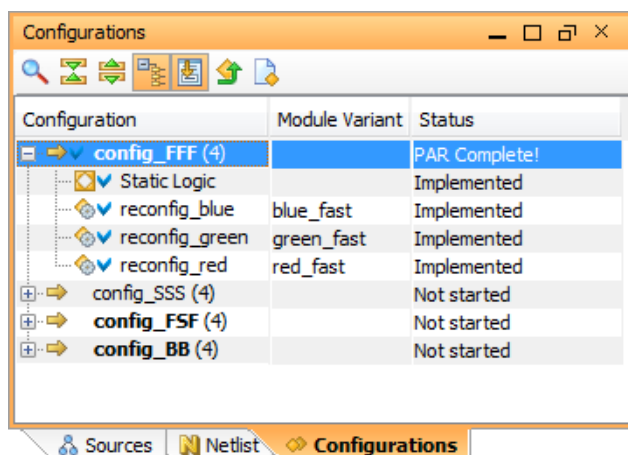 Configurations
Configuration Module Variant Status
config_FFF (4) PAR Complete!
Static Logic Implemented
reconfig_blue blue_fast Implemented
reconfig_green green_fast Implemented
reconfig_red red_fast Implemented
config_SSS (4) Not started
config_FSF (4) Not started
config_BB (4) Not started
Sources Netlist Configurations